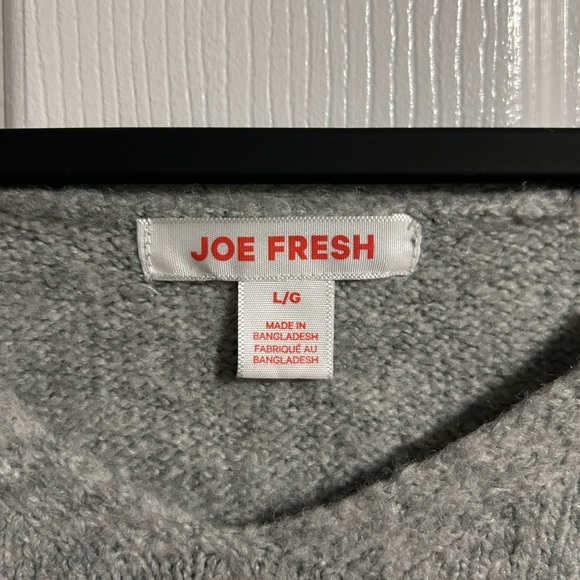 JOE FRESH
L/G
MADE IN
BANGLADESH
FABRIQUÉ AU
BANGLADESH